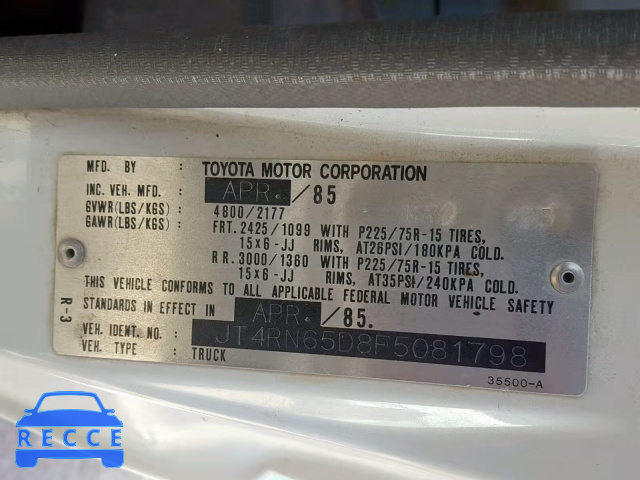 MFD. BY : TOYOTA MOTOR CORPORATION
INC. VEH. MFD. : APR. /85
GVWR(LBS/KGS) : 4800/2177
GAWR(LBS/KGS) : FRT. 2425/1099 WITH P225/75R-15 TIRES,
15x6-JJ RIMS, AT26PSI/180KPA COLD.
RR. 3000/1360 WITH P225/75R-15 TIRES,
15x6-JJ RIMS, AT35PSI/240KPA COLD.
THIS VEHICLE CONFORMS TO ALL APPLICABLE FEDERAL MOTOR VEHICLE SAFETY
STANDARDS IN EFFECT IN APR. /85.
VEH. IDENT. NO. : JT4RN65D8F5081798
VEH. TYPE : TRUCK
R-3
35500-A
RECCE